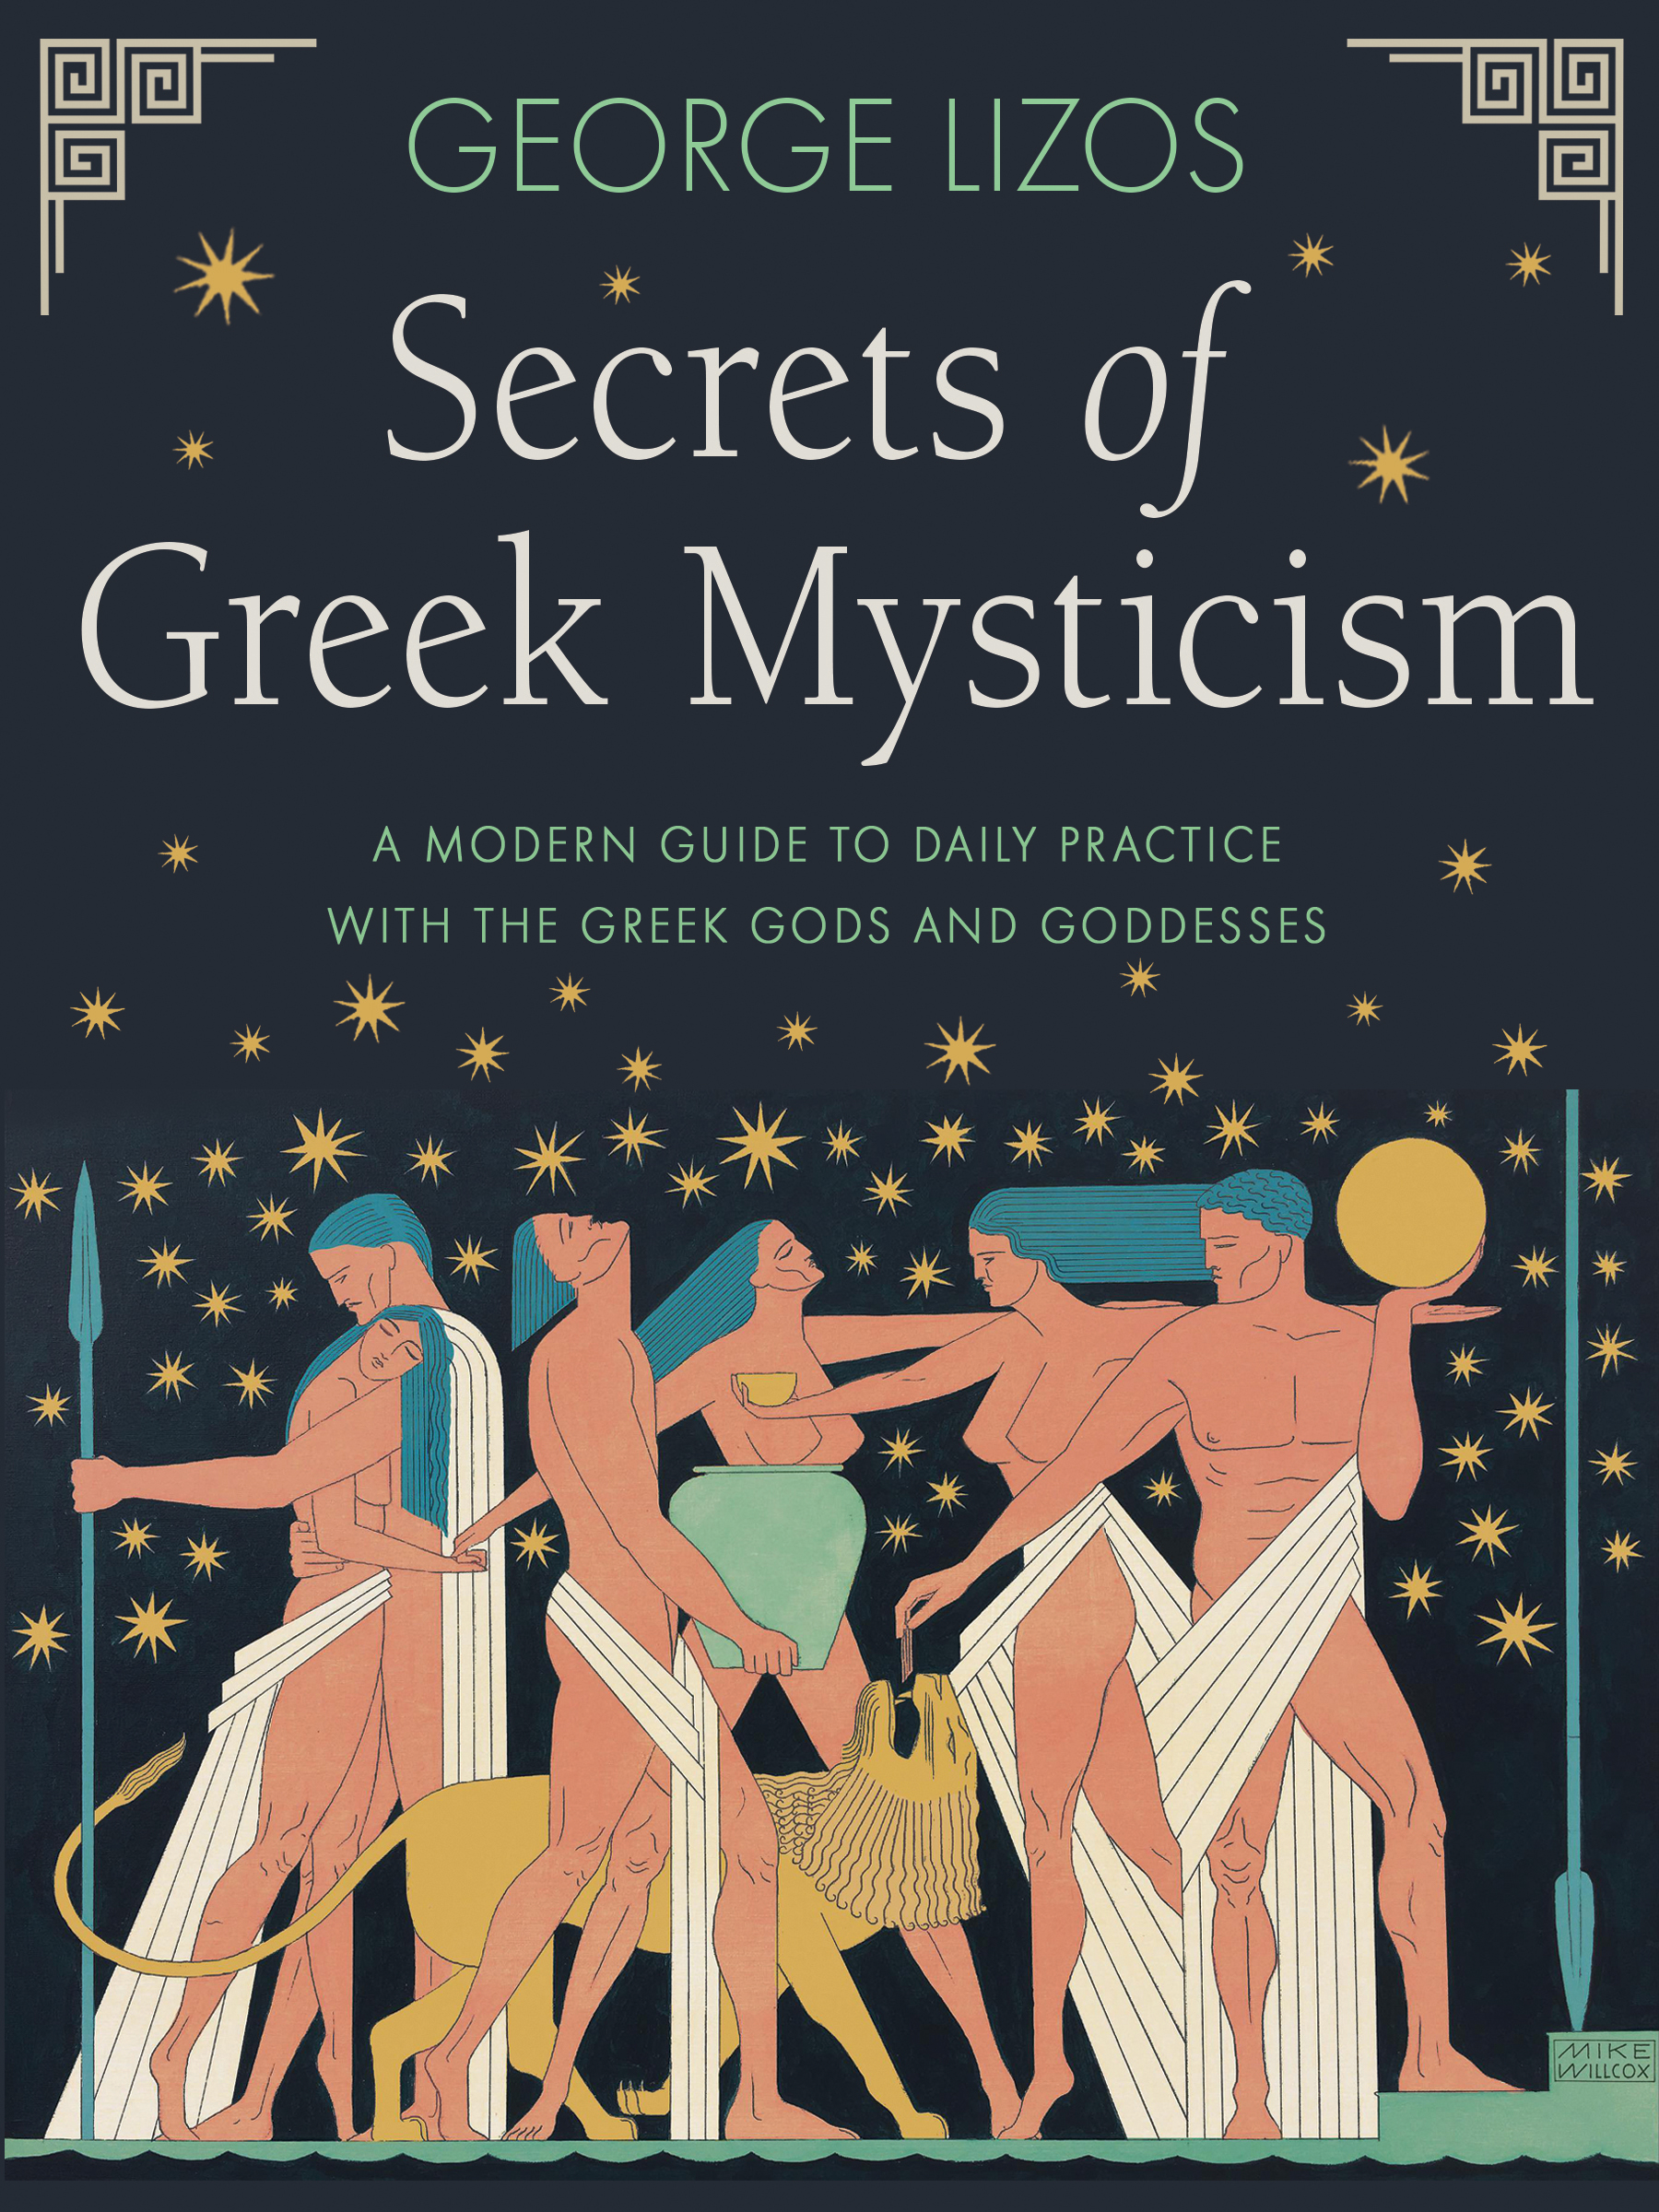 GEORGE LIZOS
Secrets of
Greek Mysticism
A MODERN GUIDE TO DAILY PRACTICE
WITH THE GREEK GODS AND GODDESSES
MIKE
WILLCOX